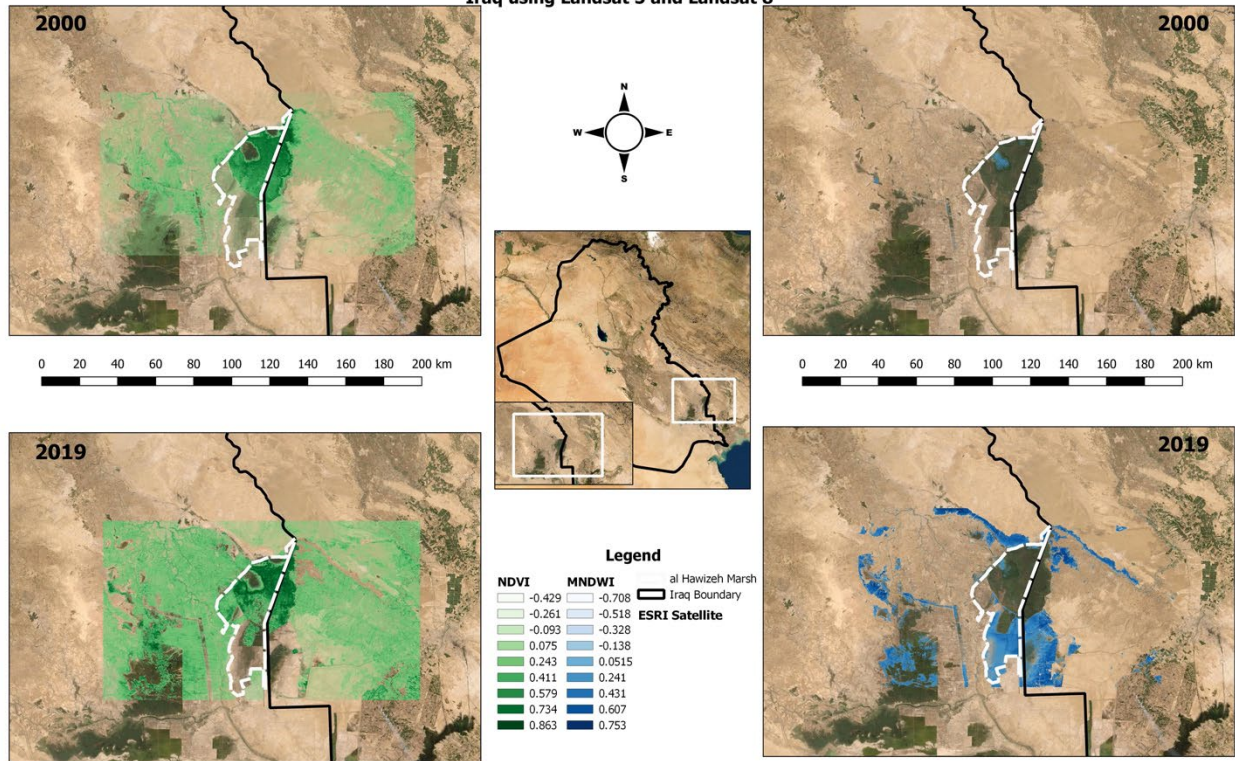 Iraq using Landsat 5 and Landsat 8
2000
2000
N
W E
S
0 20 40 60 80 100 120 140 160 180 200 km
0 20 40 60 80 100 120 140 160 180 200 km
2019
2019
Legend
NDVI MNDWI
-0.429 -0.708
-0.261 -0.518
-0.093 -0.328
0.075 -0.138
0.243 0.0515
0.411 0.241
0.579 0.431
0.734 0.607
0.863 0.753
al Hawizeh Marsh
Iraq Boundary
ESRI Satellite